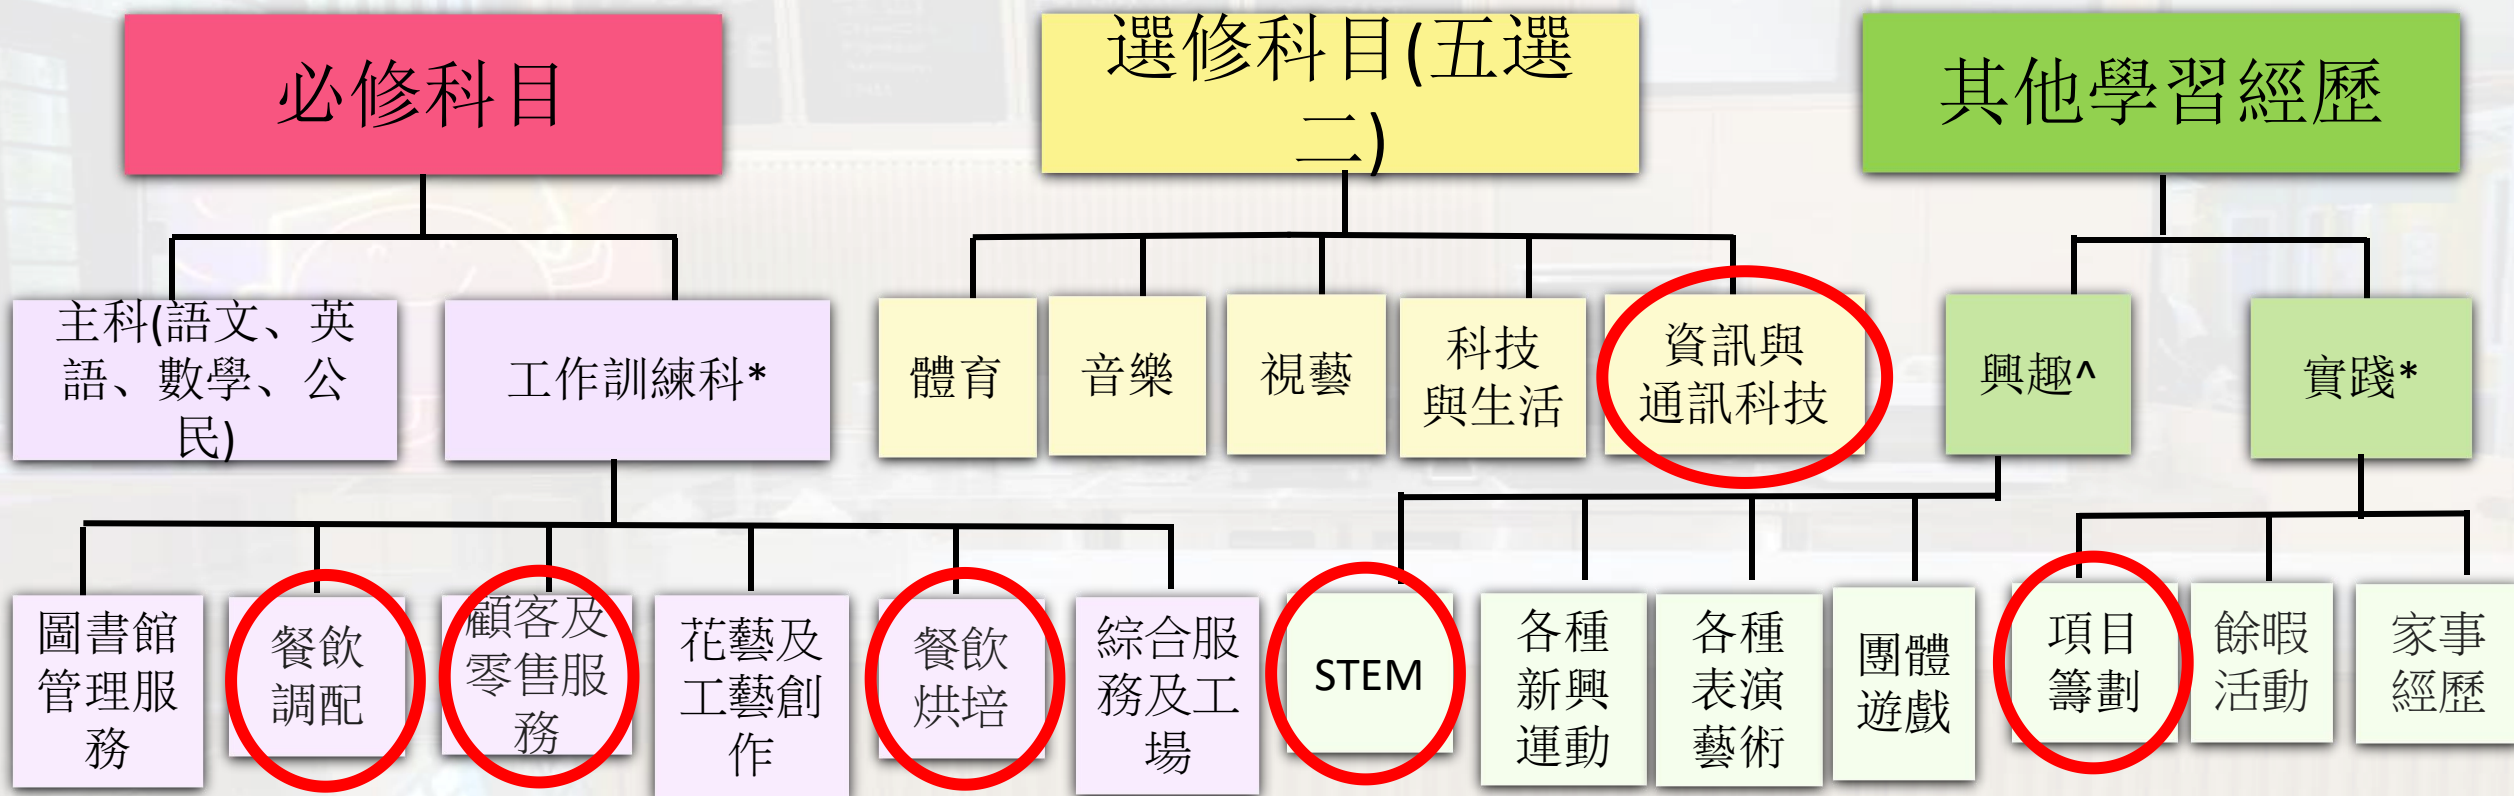 必修科目
選修科目(五選
二)
其他學習經歷
主科(語文、英
語、數學、公
民)
工作訓練科*
體育
音樂
視藝
科技
與生活
資訊與
通訊科技
興趣^
實踐*
圖書館
管理服
務
餐飲
調配
顧客及
零售服
務
花藝及
工藝創
作
餐飲
烘培
綜合服
務及工
場
STEM
各種
新興
運動
各種
表演
藝術
團體
遊戲
項目
籌劃
餘暇
活動
家事
經歷